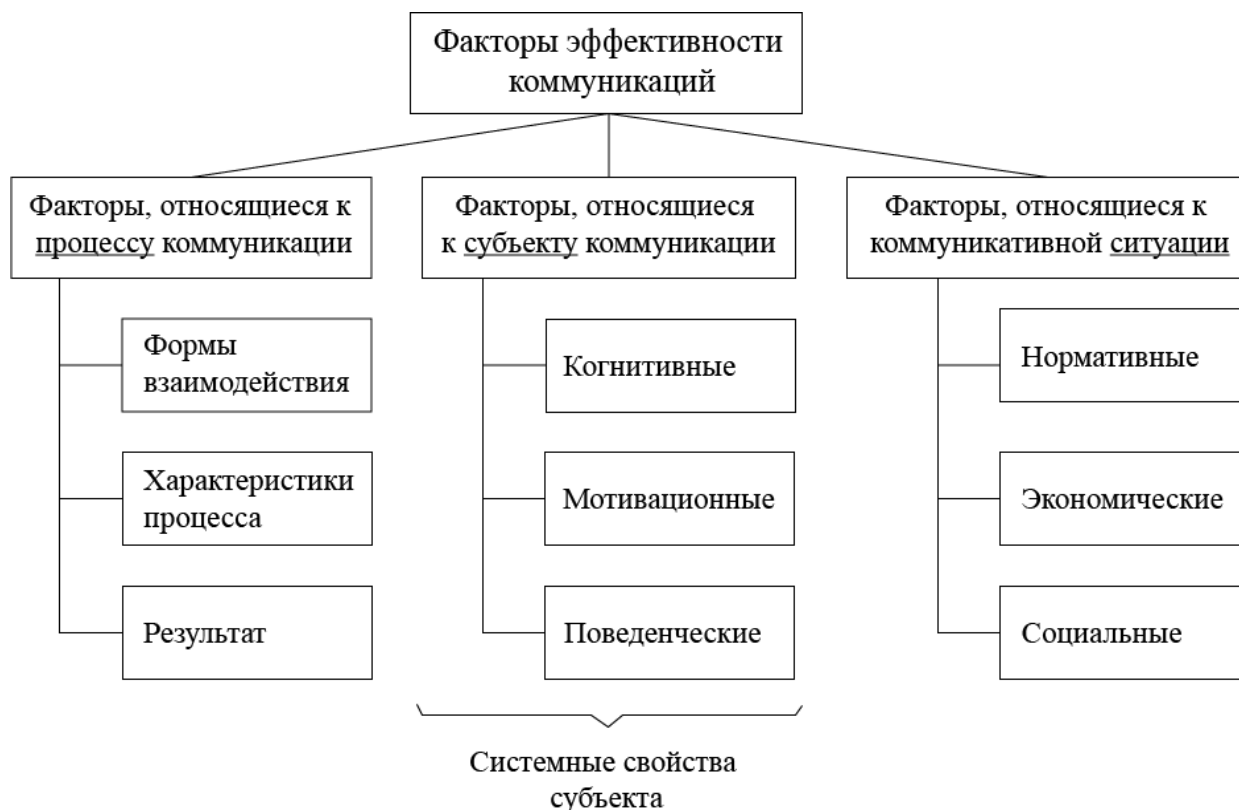 Факторы эффективности
коммуникаций
Факторы, относящиеся к
процессу коммуникации
Формы
взаимодействия
Характеристики
процесса
Результат
Факторы, относящиеся
к субъекту коммуникации
Когнитивные
Мотивационные
Поведенческие
Системные свойства
субъекта
Факторы, относящиеся к
коммуникативной ситуации
Нормативные
Экономические
Социальные